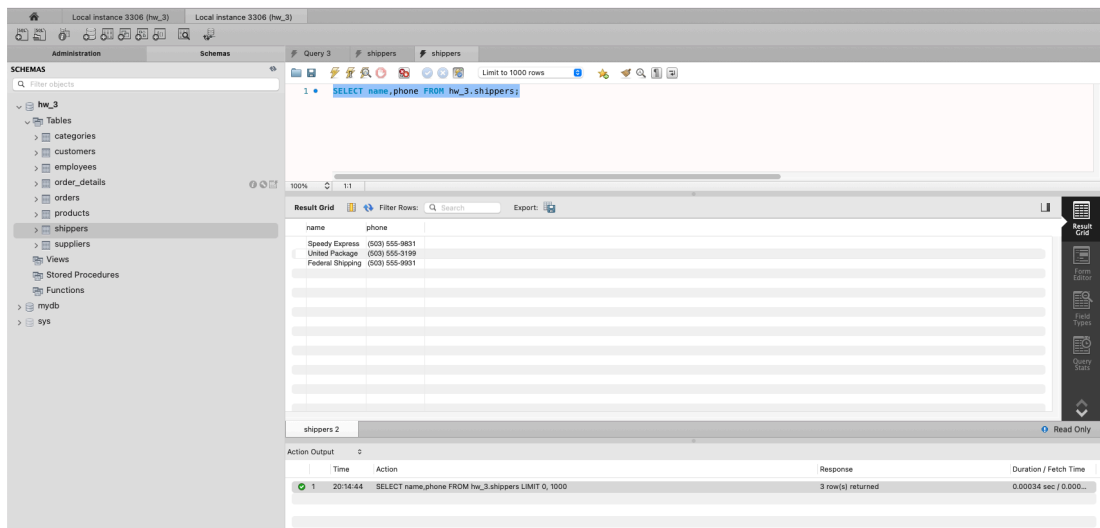 Local instance 3306 (hw_3) Local instance 3306 (hw_3)
Administration Schemas
SCHEMAS
Filter objects
hw_3
Tables
categories
customers
employees
order_details
orders
products
shippers
suppliers
Views
Stored Procedures
Functions
mydb
sys
Query 3 shippers shippers
Limit to 1000 rows
1 SELECT name,phone FROM hw_3.shippers;
100% 1:1
Result Grid Filter Rows: Search Export:
name phone
Speedy Express (503) 555-9831
United Package (503) 555-3199
Federal Shipping (503) 555-9931
Result
Grid
Form
Editor
Field
Types
Query
Stats
shippers 2 Read Only
Action Output
Time Action Response Duration / Fetch Time
1 20:14:44 SELECT name,phone FROM hw_3.shippers LIMIT 0, 1000 3 row(s) returned 0.00034 sec / 0.000...